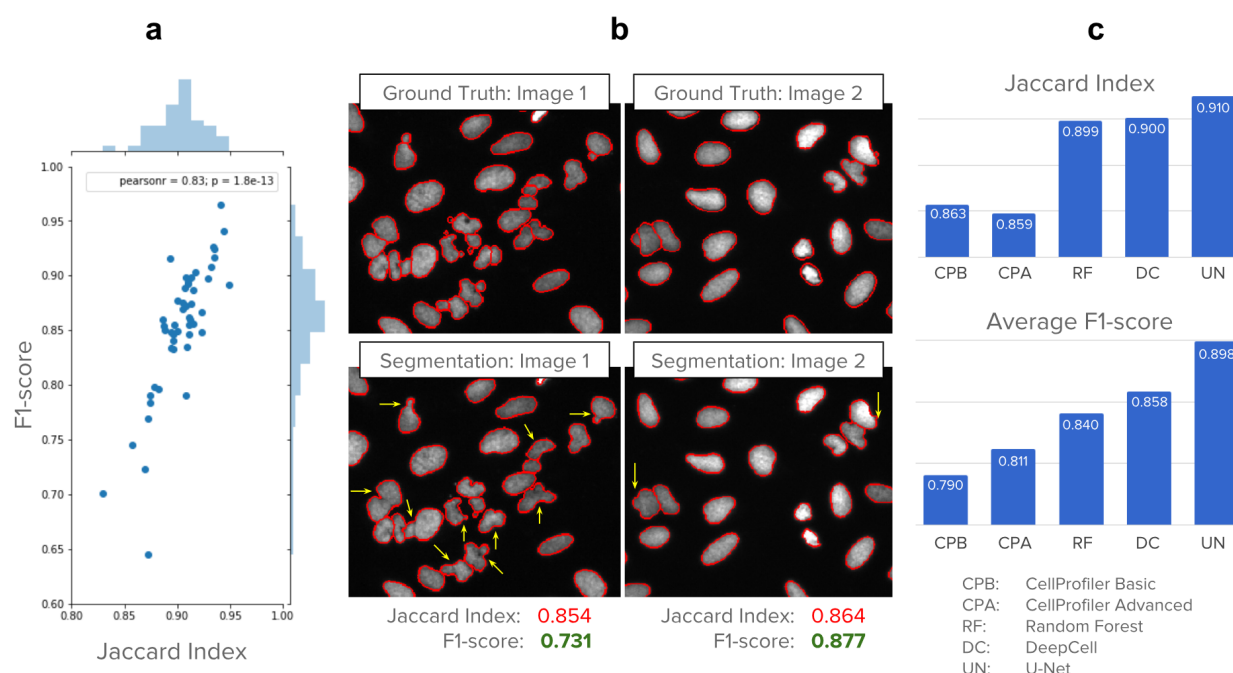 a
b
c
pearsonr = 0.83; p = 1.8e-13
1.00
0.95
0.90
0.85
0.80
0.75
0.70
0.65
0.60
F1-score
0.80
0.85
0.90
0.95
1.00
Jaccard Index
Ground Truth: Image 1
Ground Truth: Image 2
Segmentation: Image 1
Segmentation: Image 2
Jaccard Index: 0.854
F1-score: 0.731
Jaccard Index: 0.864
F1-score: 0.877
Jaccard Index
0.863
0.859
0.899
0.900
0.910
CPB CPA RF DC UN
Average F1-score
0.790
0.811
0.840
0.858
0.898
CPB CPA RF DC UN
CPB: CellProfiler Basic
CPA: CellProfiler Advanced
RF: Random Forest
DC: DeepCell
UN: U-Net